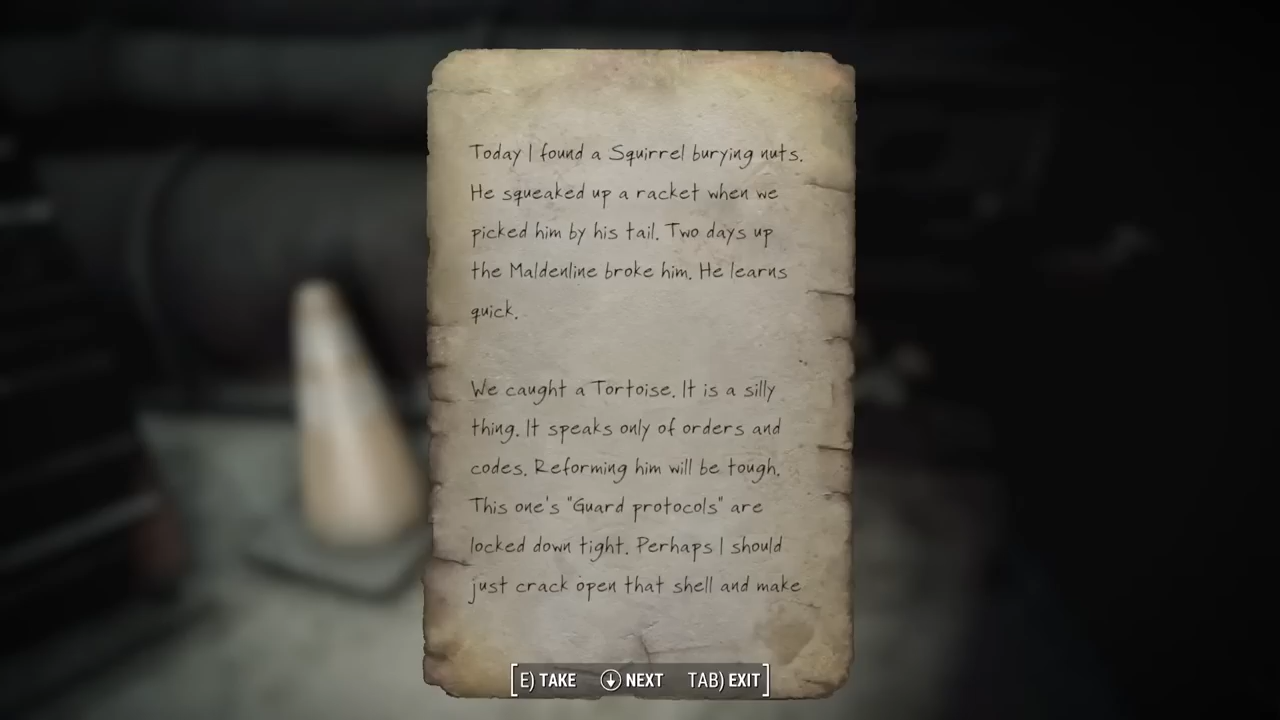 Today I found a Squirrel burying nuts.
He squeaked up a racket when we
picked him by his tail. Two days up
the Maldenline broke him. He learns
quick.
We caught a Tortoise. It is a silly
thing. It speaks only of orders and
codes. Reforming him will be tough.
This one's "Guard protocols" are
locked down tight. Perhaps I should
just crack open that shell and make
E) TAKE NEXT TAB) EXIT